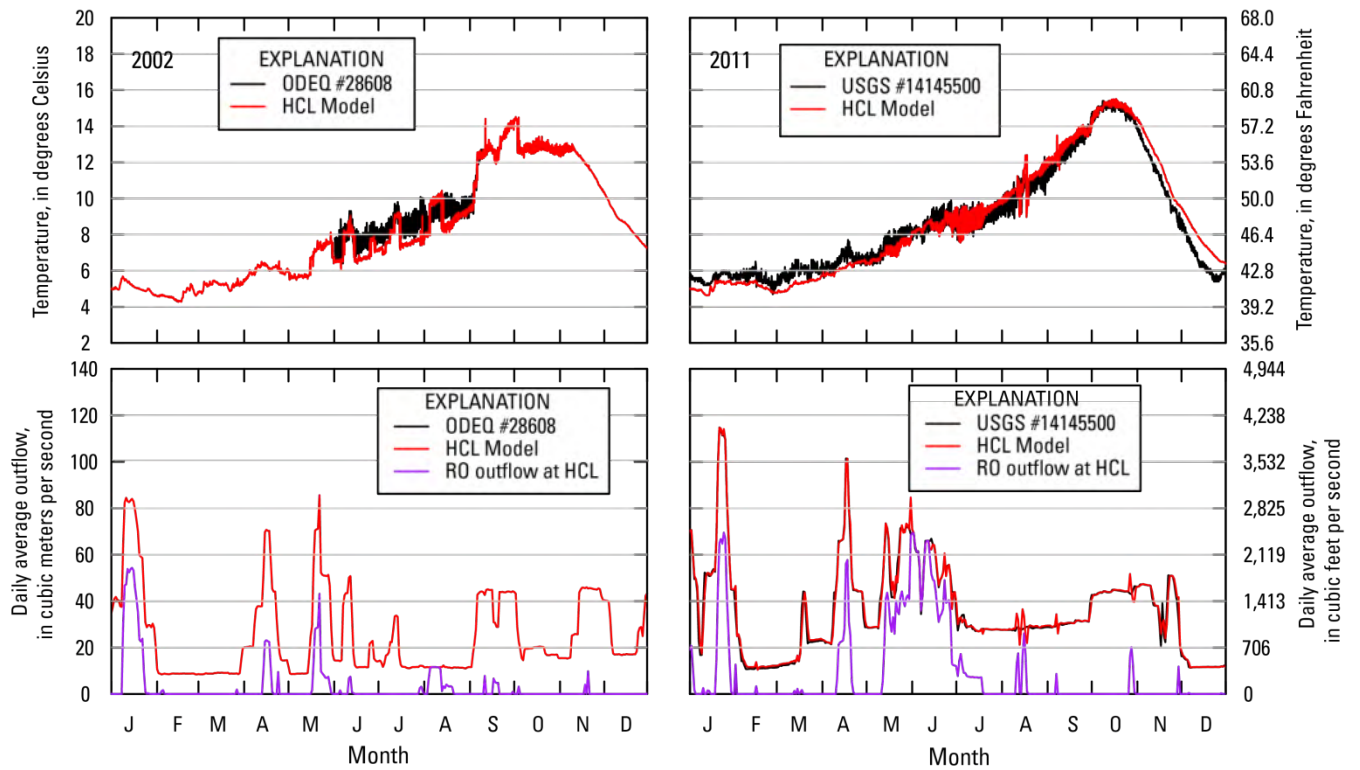 Temperature, in degrees Celsius
20
18
16
14
12
10
8
6
4
2
2002
EXPLANATION
ODEQ #28608
HCL Model
2011
EXPLANATION
USGS #14145500
HCL Model
68.0
64.4
60.8
57.2
53.6
50.0
46.4
42.8
39.2
35.6
Temperature, in degrees Fahrenheit
Daily average outflow,
in cubic meters per second
140
120
100
80
60
40
20
0
EXPLANATION
ODEQ #28608
HCL Model
RO outflow at HCL
J F M A M J J A S O N D
Month
EXPLANATION
USGS #14145500
HCL Model
RO outflow at HCL
J F M A M J J A S O N D
Month
4,944
4,238
3,532
2,825
2,119
1,413
706
0
Daily average outflow,
in cubic feet per second